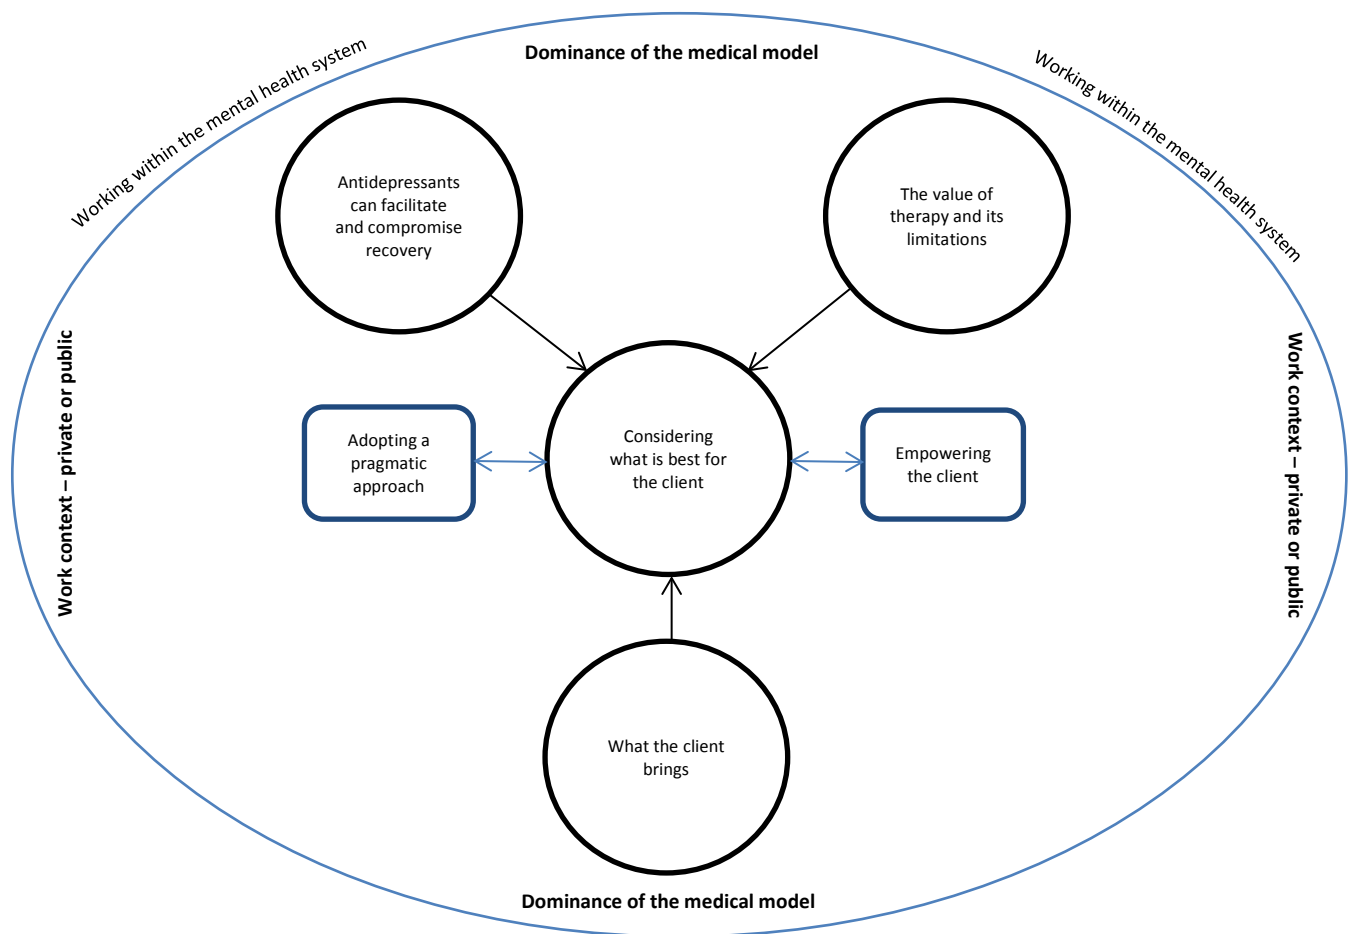 Dominance of the medical model
Working within the mental health system
Working within the mental health system
Antidepressants
can facilitate
and compromise
recovery
The value of
therapy and its
limitations
Work context – private or public
Work context – private or public
Adopting a
pragmatic
approach
Considering
what is best for
the client
Empowering
the client
What the client
brings
Dominance of the medical model